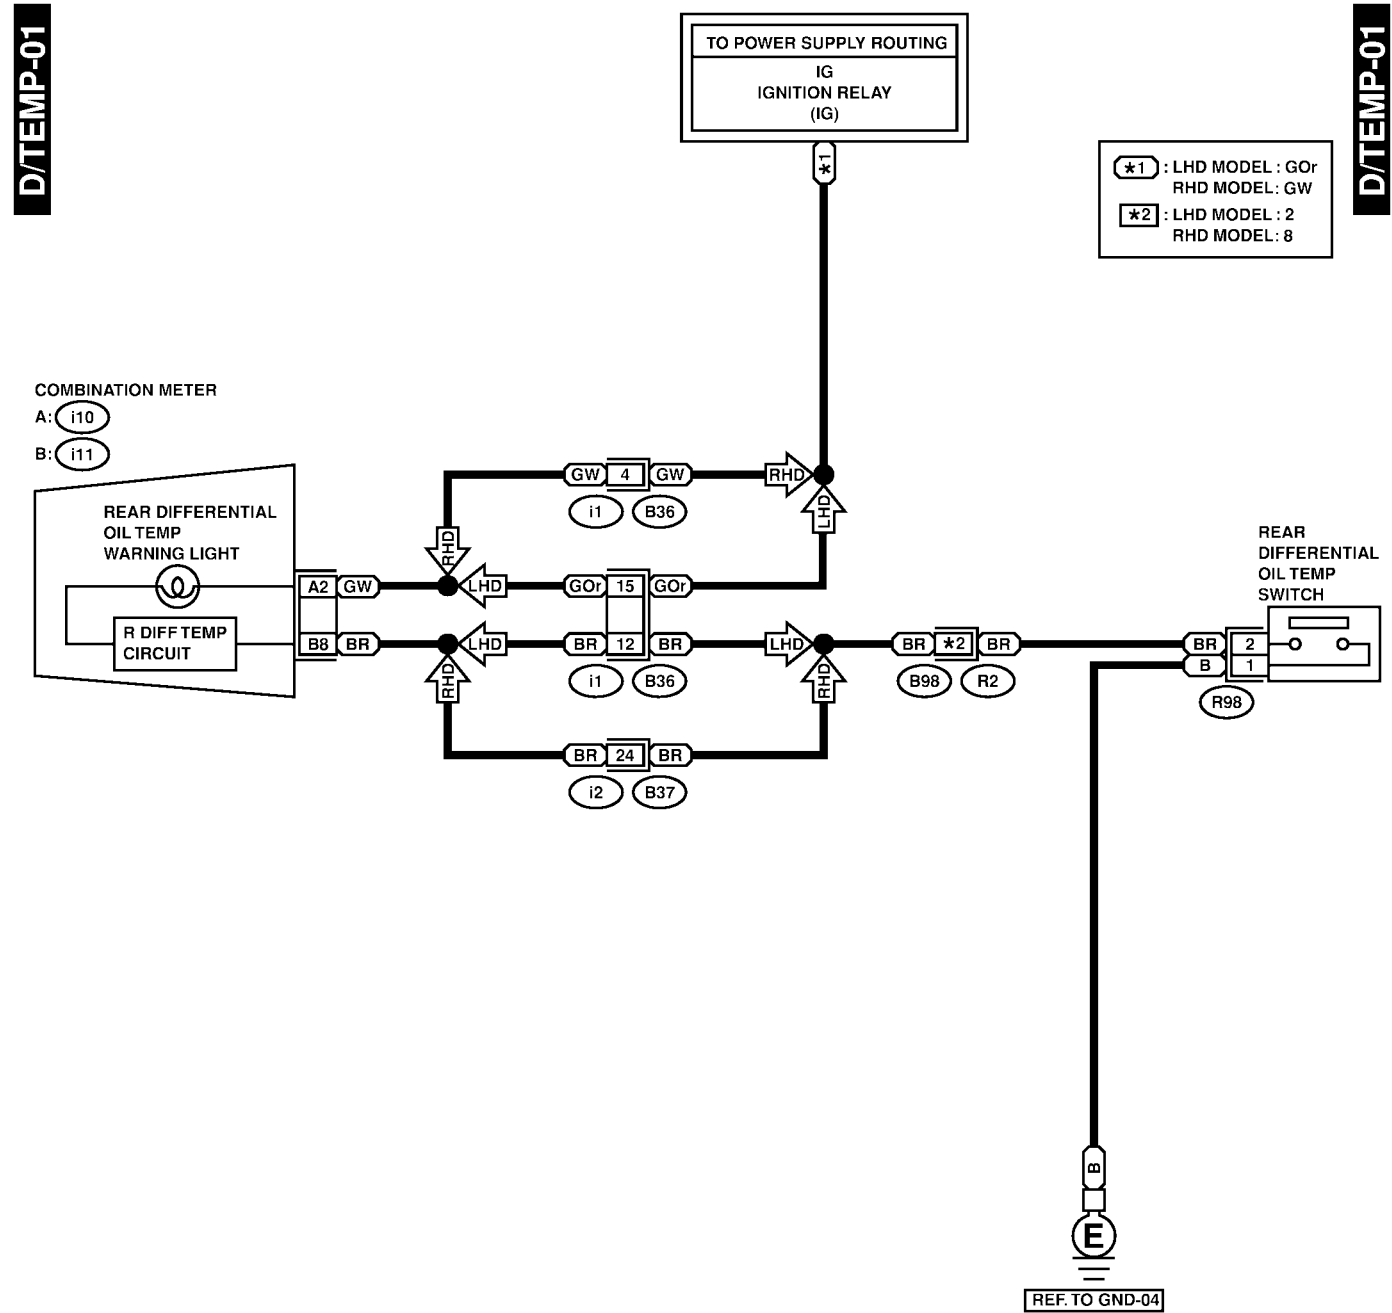 D/TEMP-01
D/TEMP-01
TO POWER SUPPLY ROUTING
IG
IGNITION RELAY
(IG)
*1
*1 : LHD MODEL : GOr
RHD MODEL: GW
*2 : LHD MODEL : 2
RHD MODEL: 8
COMBINATION METER
A: i10
B: i11
REAR DIFFERENTIAL
OIL TEMP
WARNING LIGHT
R DIFF TEMP
CIRCUIT
GW 4 GW
RHD
i1 B36
LHD
RHD
A2 GW
LHD
GOr 15 GOr
B8 BR
LHD
BR 12 BR
LHD
BR *2 BR
RHD
i1 B36
RHD
B98 R2
BR 24 BR
i2 B37
REAR
DIFFERENTIAL
OIL TEMP
SWITCH
BR 2
B 1
R98
B
E
REF. TO GND-04